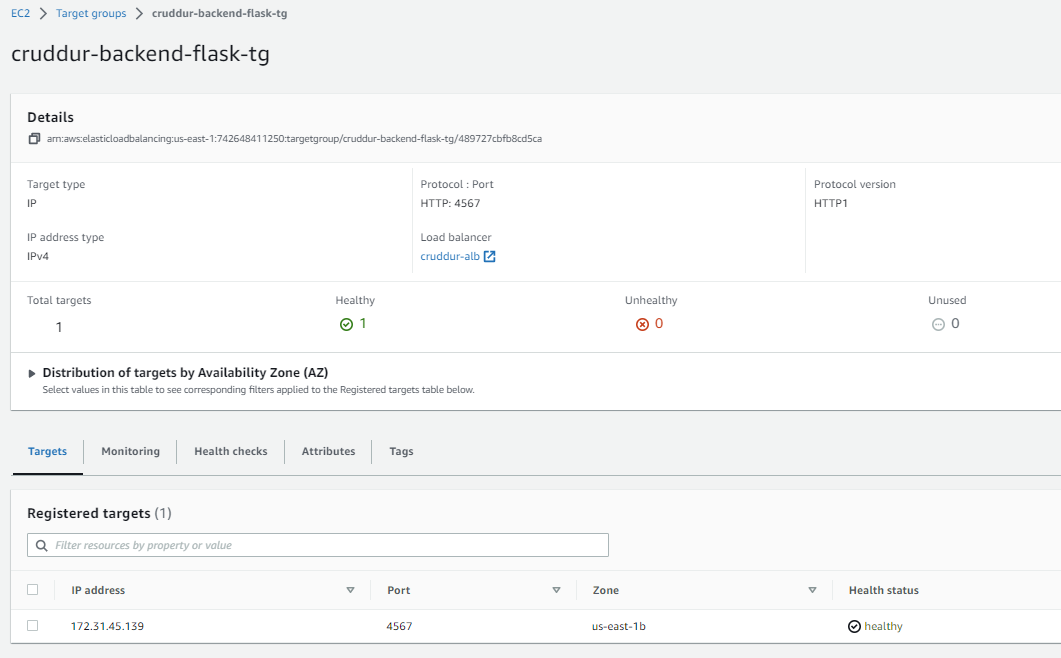 EC2 > Target groups > cruddur-backend-flask-tg
cruddur-backend-flask-tg
Details
arn:aws:elasticloadbalancing:us-east-1:742648411250:targetgroup/cruddur-backend-flask-tg/489727cbfb8cd5ca
Target type
IP
Protocol : Port
HTTP: 4567
Protocol version
HTTP1
IP address type
IPv4
Load balancer
cruddur-alb
Total targets
1
Healthy
1
Unhealthy
0
Unused
0
Distribution of targets by Availability Zone (AZ)
Select values in this table to see corresponding filters applied to the Registered targets table below.
Targets Monitoring Health checks Attributes Tags
Registered targets (1)
Filter resources by property or value
IP address Port Zone Health status
172.31.45.139 4567 us-east-1b healthy